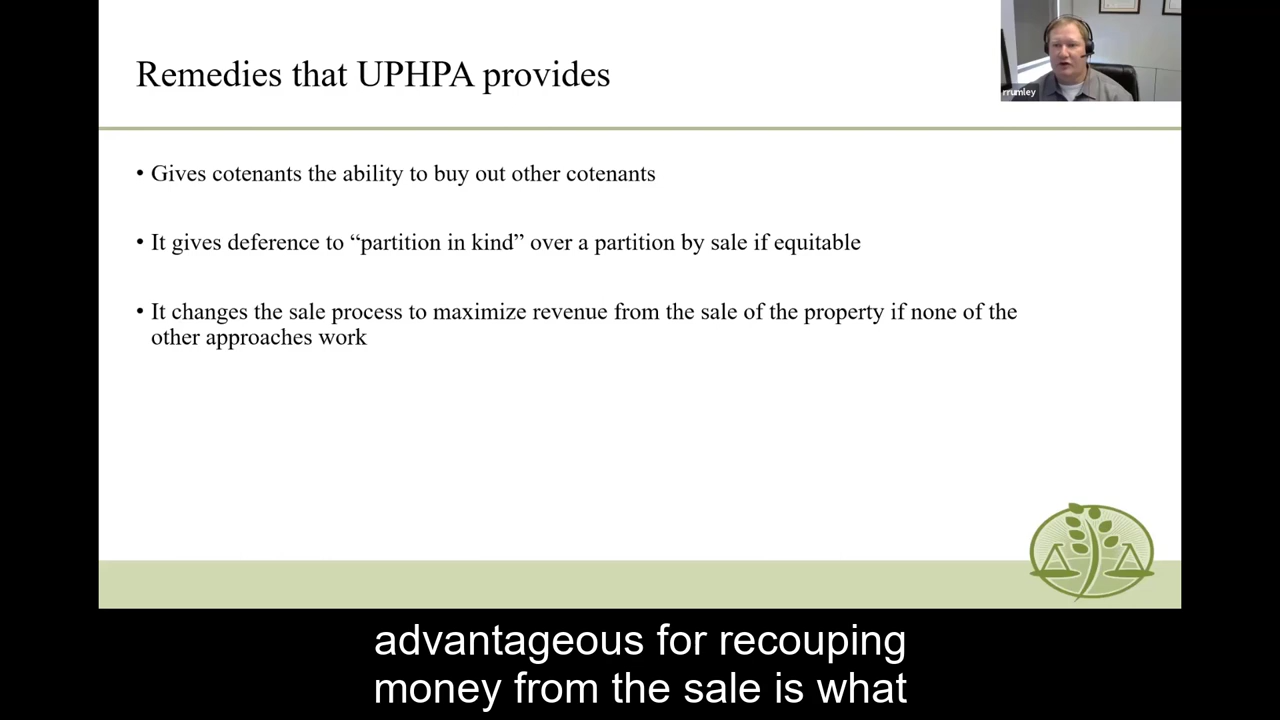 Remedies that UPHPA provides
rrumley
• Gives cotenants the ability to buy out other cotenants
• It gives deference to “partition in kind” over a partition by sale if equitable
• It changes the sale process to maximize revenue from the sale of the property if none of the
other approaches work
advantageous for recouping
money from the sale is what